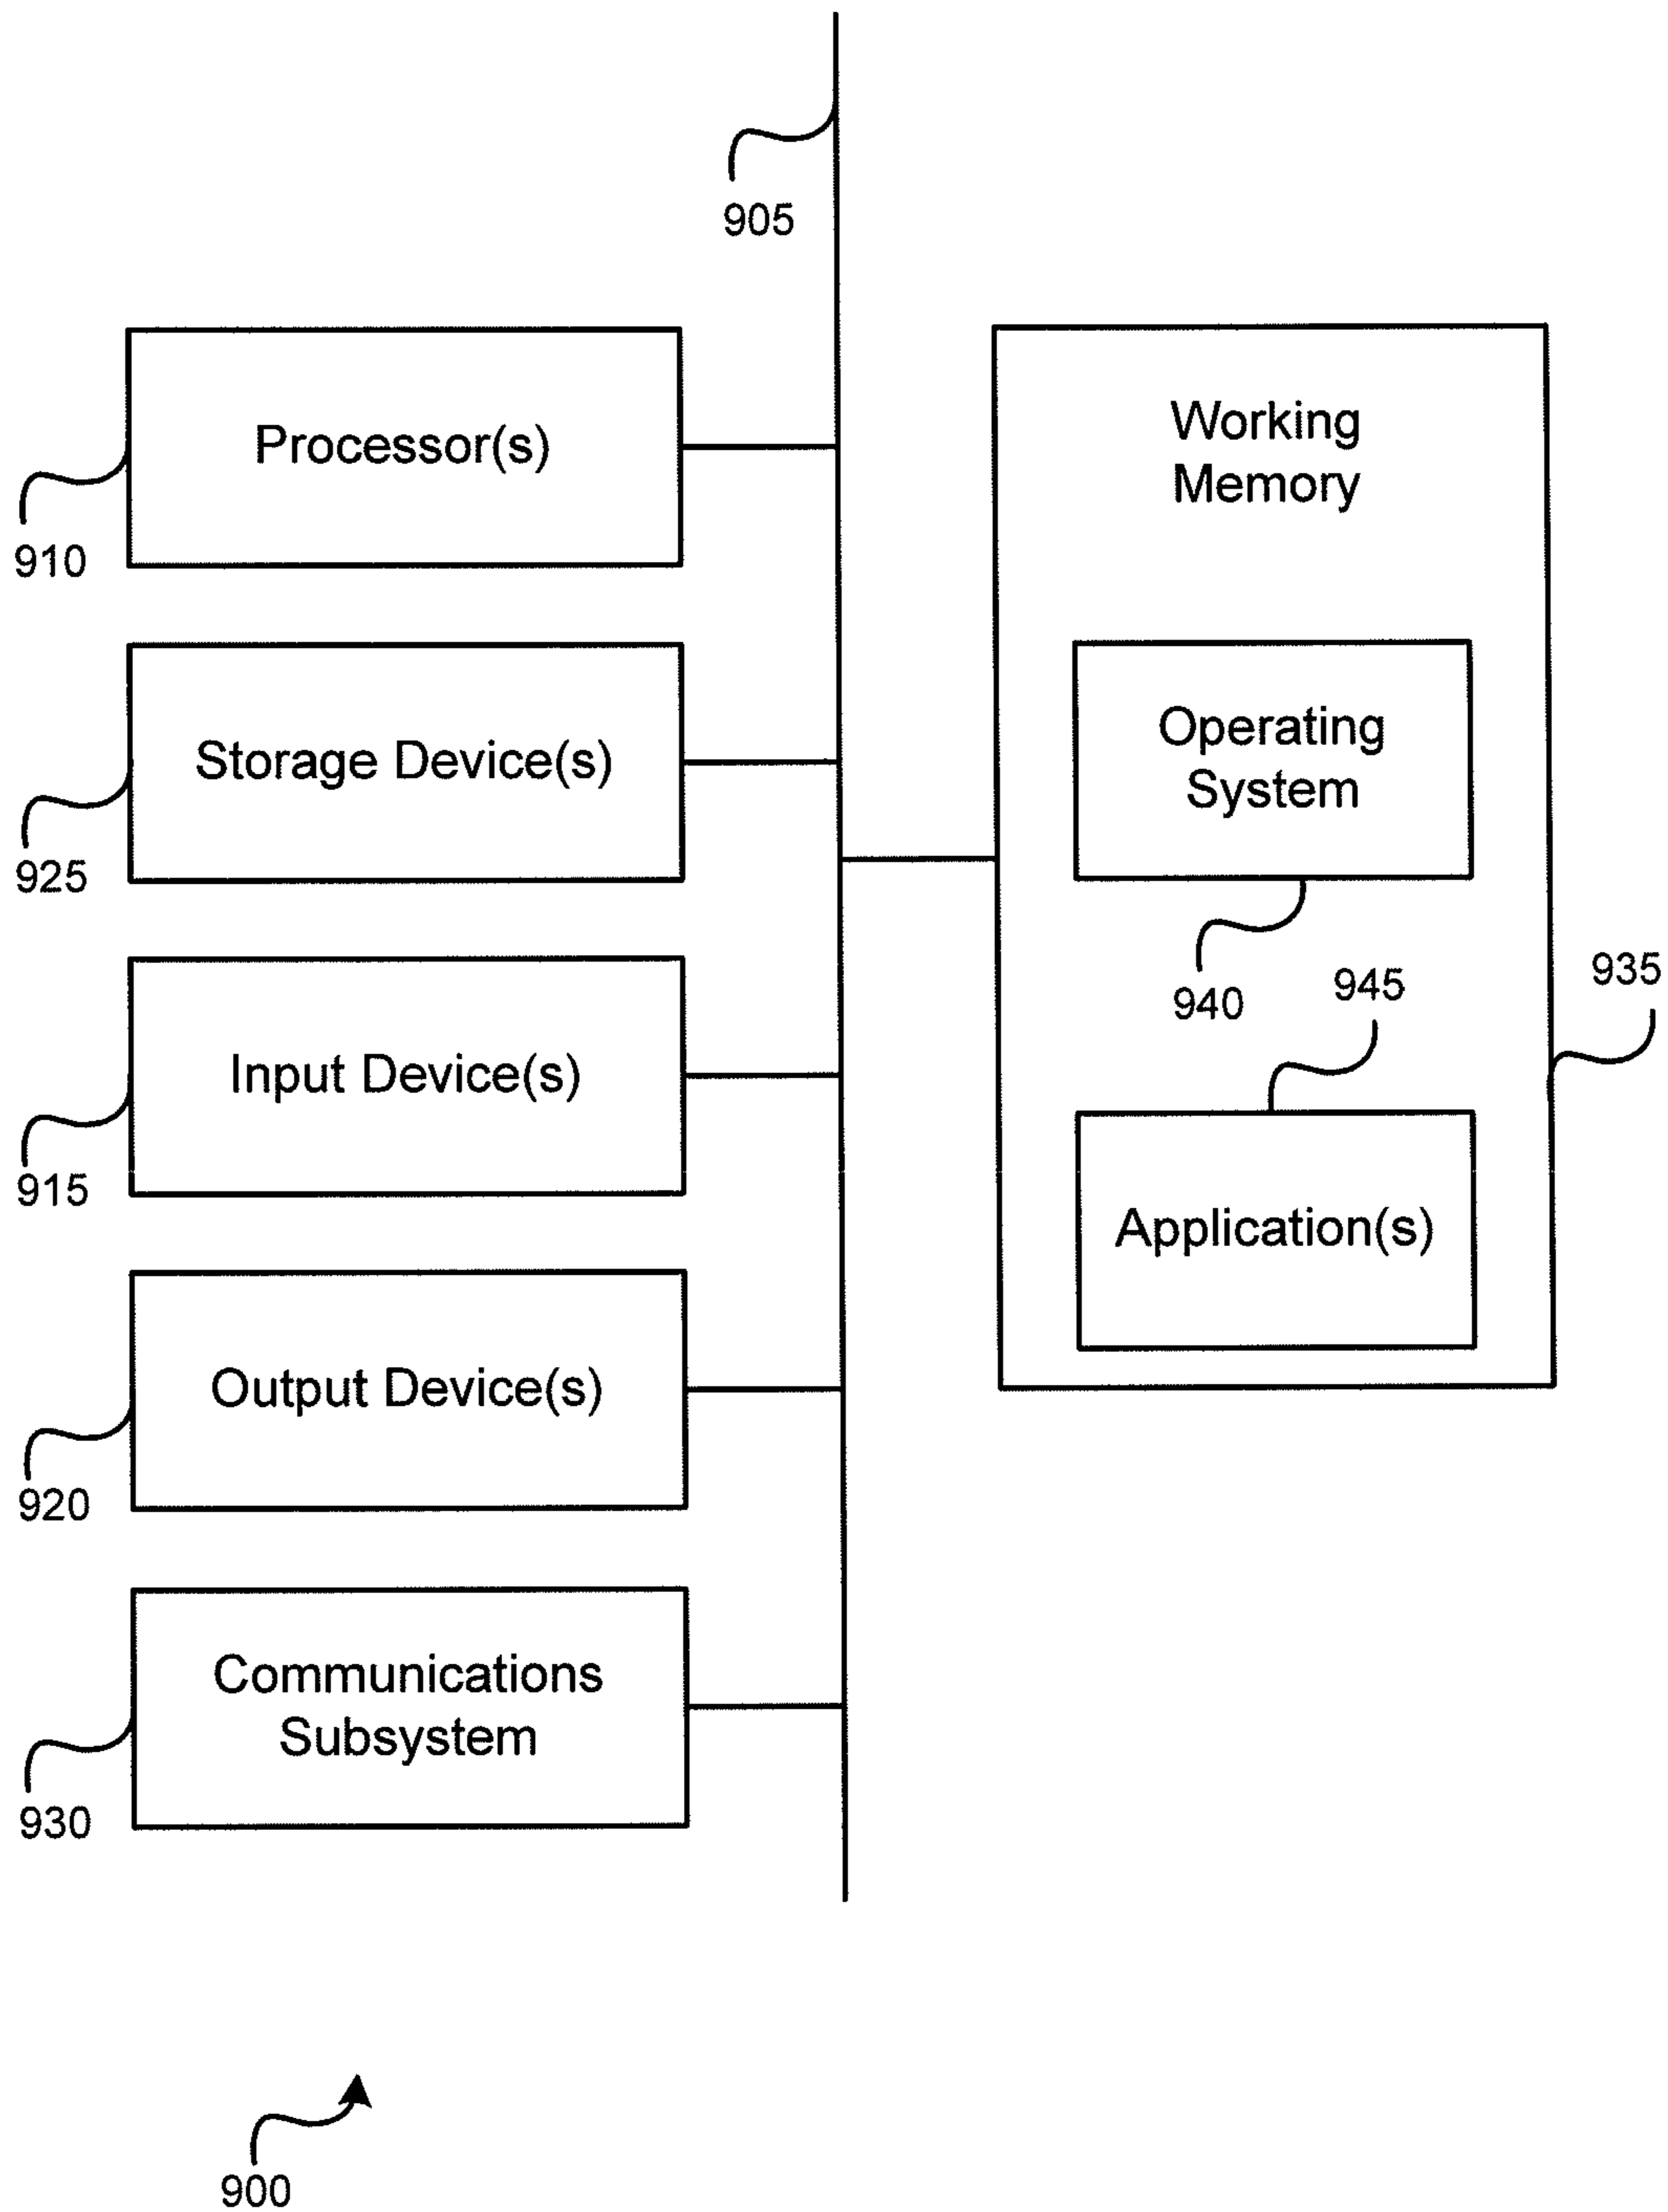 905
Processor(s)
910
Storage Device(s)
925
Input Device(s)
915
Output Device(s)
920
Communications
Subsystem
930
Working
Memory
Operating
System
940
945
935
Application(s)
900